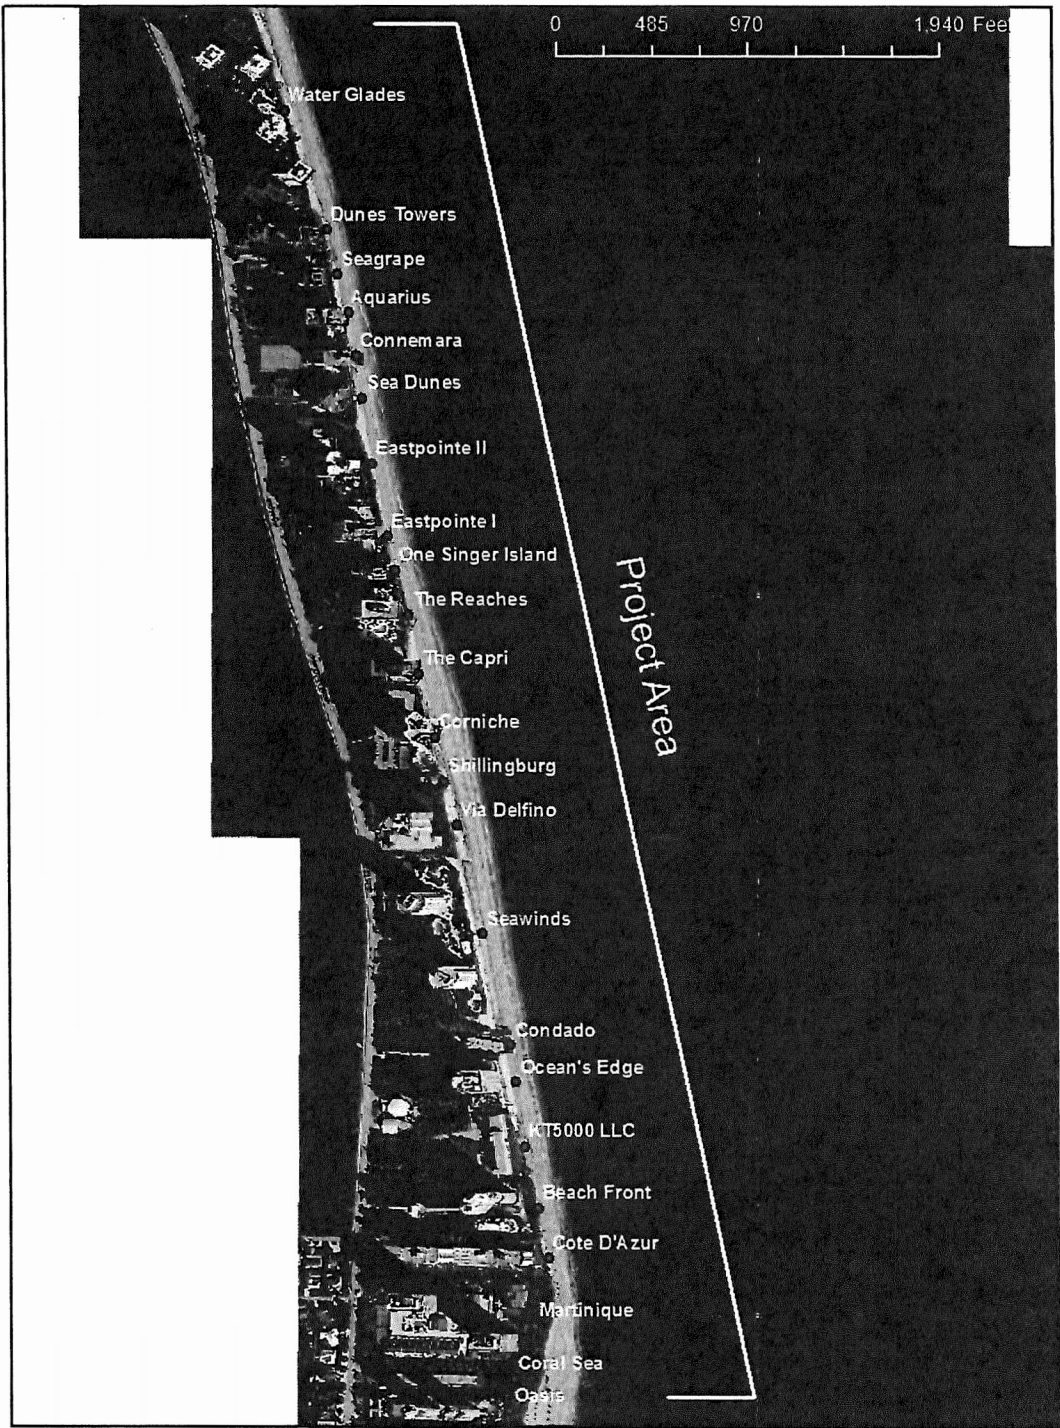 0 485 970 1,940 Feet
Water Glades
Dunes Towers
Seagrape
Aquarius
Connemara
Sea Dunes
Eastpointe II
Eastpointe I
One Singer Island
The Reaches
Project Area
The Capri
Corniche
Shillingburg
Via Delfino
Seawinds
Condado
Ocean's Edge
KT5000 LLC
Beach Front
Cote D'Azur
Martinique
Coral Sea
Oasis